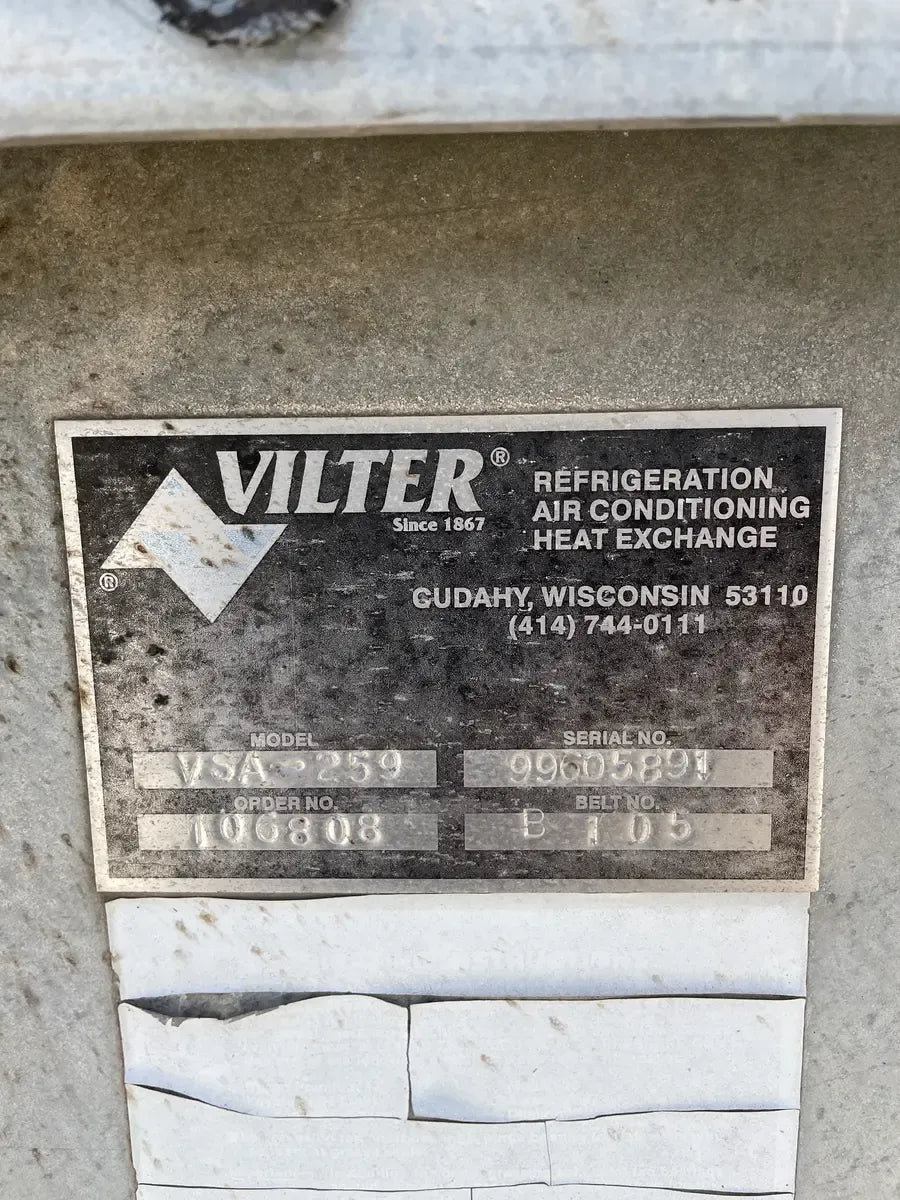 VILTER®
Since 1867
®
REFRIGERATION
AIR CONDITIONING
HEAT EXCHANGE
CUDAHY, WISCONSIN 53110
(414) 744-0111
MODEL SERIAL NO.
VSA-259 99605891
ORDER NO. BELT NO.
106808 B 105